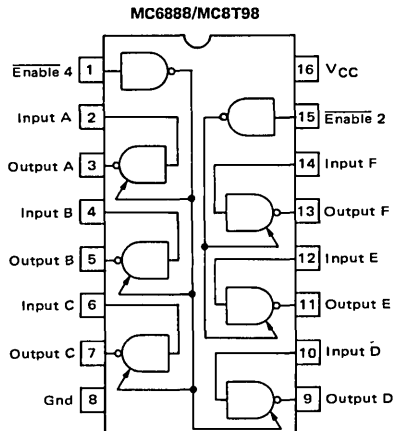 MC6888/MC8T98
Enable 4 1
Input A 2
Output A 3
Input B 4
Output B 5
Input C 6
Output C 7
Gnd 8
16 VCC
15 Enable 2
14 Input F
13 Output F
12 Input E
11 Output E
10 Input D
9 Output D